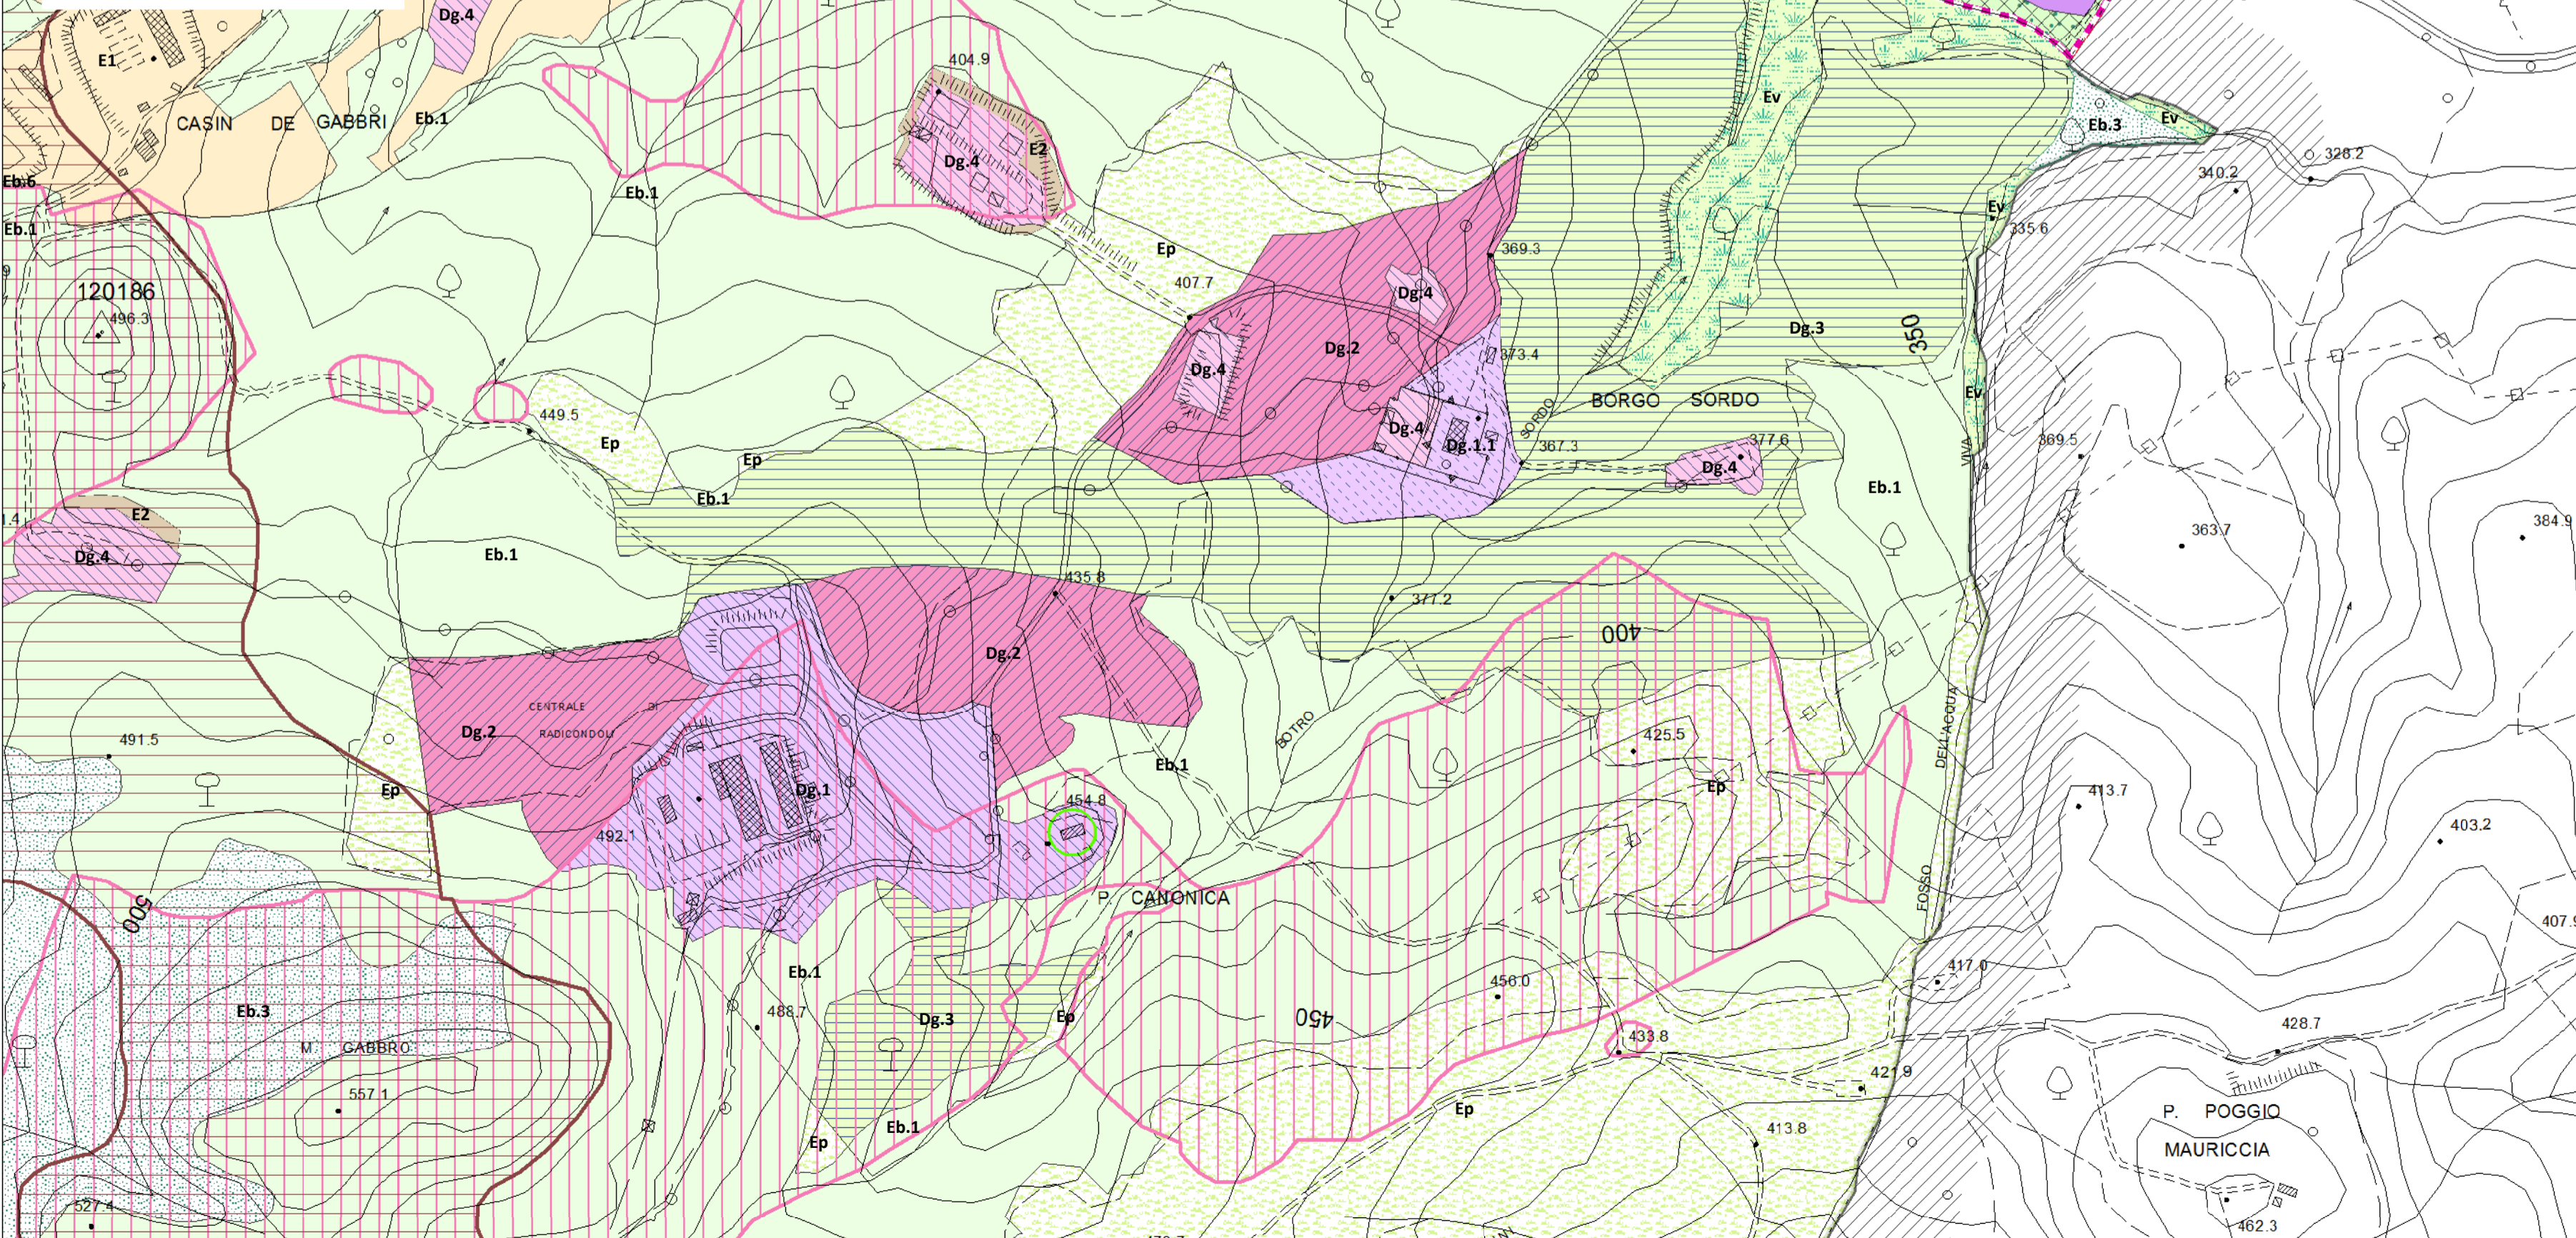 Dg.4
E1
404.9
Ev
CASIN DE GABBRI
Eb.1
Ev
Eb.3
E2
Dg.4
328.2
340.2
Eb.6
Eb.1
Ev
Eb.1
335.6
Ep
369.3
407.7
120186
Dg.4
496.3
Dg.3
350
Dg.2
373.4
Dg.4
Ev
BORGO SORDO
449.5
SORDO
Dg.4
Dg.1.1
367.3
377.6
369.5
Ep
VIVA
Ep
Dg.4
Eb.1
Eb.1
E2
384.9
363.7
Eb.1
Dg.4
435.8
377.2
400
Dg.2
CENTRALE DI
RADICONDOLI
Dg.2
BOTRO
425.5
DELL'ACQUA
491.5
Eb.1
Ep
Ep
Dg.1
413.7
454.8
403.2
492.1
FOSSO
P. CANONICA
500
407.9
Eb.1
417.0
456.0
Eb.3
488.7
Dg.3
Ep
450
428.7
433.8
M. GABBRO
421.9
557.1
Ep
P. POGGIO
MAURICCIA
Eb.1
413.8
Ep
527.4
462.3